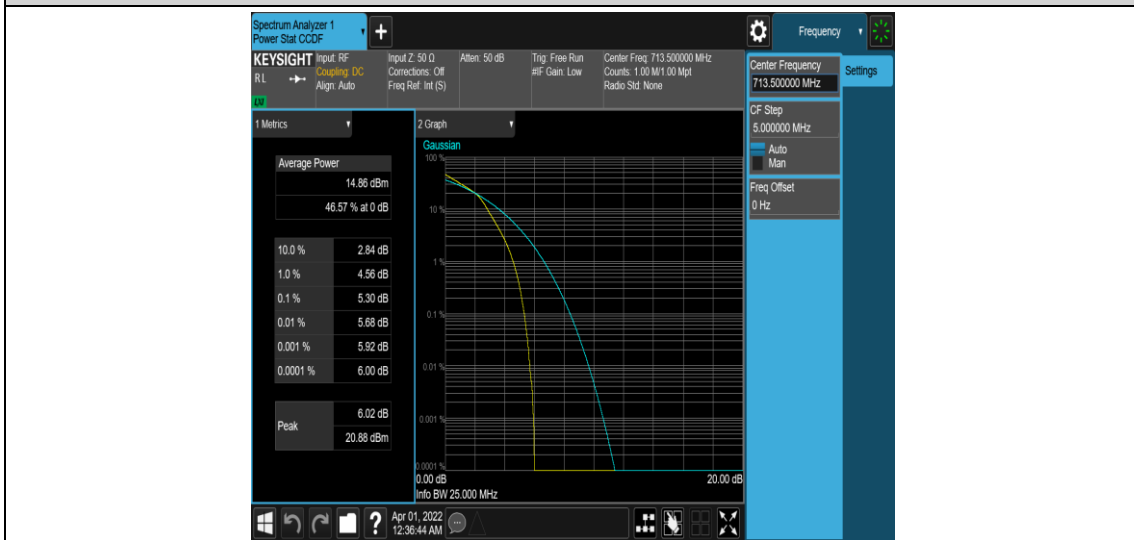 Spectrum Analyzer 1
Power Stat CCDF
+
Frequency
KEYSIGHT
RL
LXI
Input: RF
Coupling: DC
Align: Auto
Input Z: 50 Ω
Corrections: Off
Freq Ref: Int (S)
Atten: 50 dB
Trig: Free Run
#IF Gain: Low
Center Freq: 713.500000 MHz
Counts: 1.00 M/1.00 Mpt
Radio Std: None
Center Frequency
713.500000 MHz
Settings
CF Step
5.000000 MHz
Auto
Man
Freq Offset
0 Hz
1 Metrics
Average Power
14.86 dBm
46.57 % at 0 dB
10.0 % 2.84 dB
1.0 % 4.56 dB
0.1 % 5.30 dB
0.01 % 5.68 dB
0.001 % 5.92 dB
0.0001 % 6.00 dB
Peak 6.02 dB
20.88 dBm
2 Graph
Gaussian
100 %
10 %
1 %
0.1 %
0.01 %
0.001 %
0.0001 %
0.00 dB 20.00 dB
Info BW 25.000 MHz
?
Apr 01, 2022
12:36:44 AM